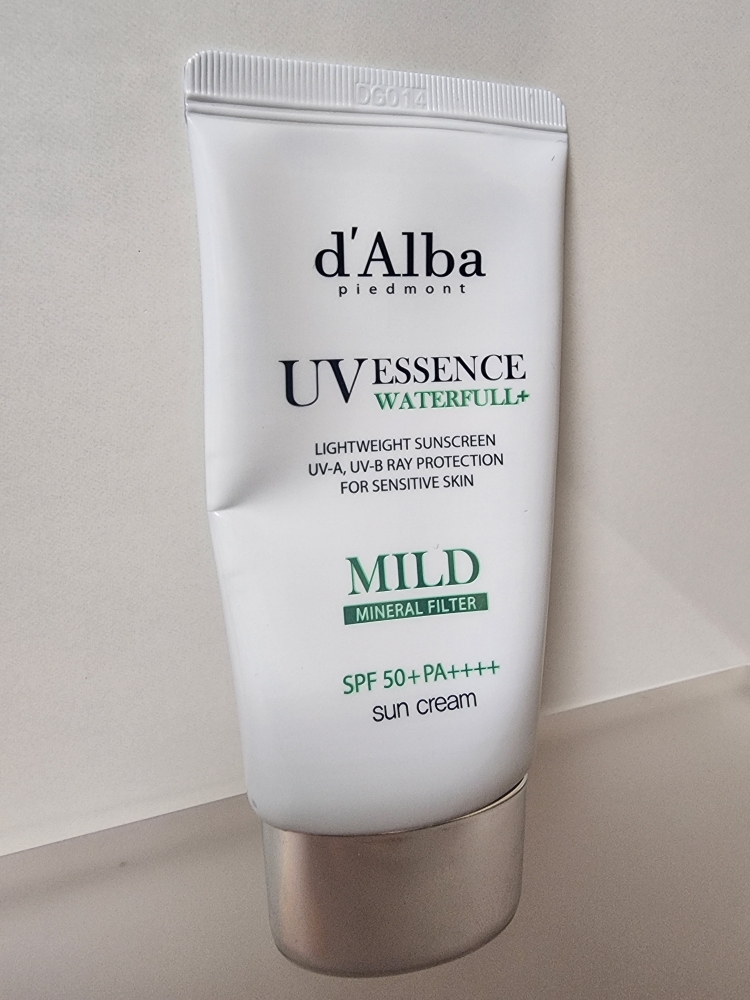 DG014
d'Alba
piedmont
UV ESSENCE
WATERFULL+
LIGHTWEIGHT SUNSCREEN
UV-A, UV-B RAY PROTECTION
FOR SENSITIVE SKIN
MILD
MINERAL FILTER
SPF 50+PA++++
sun cream